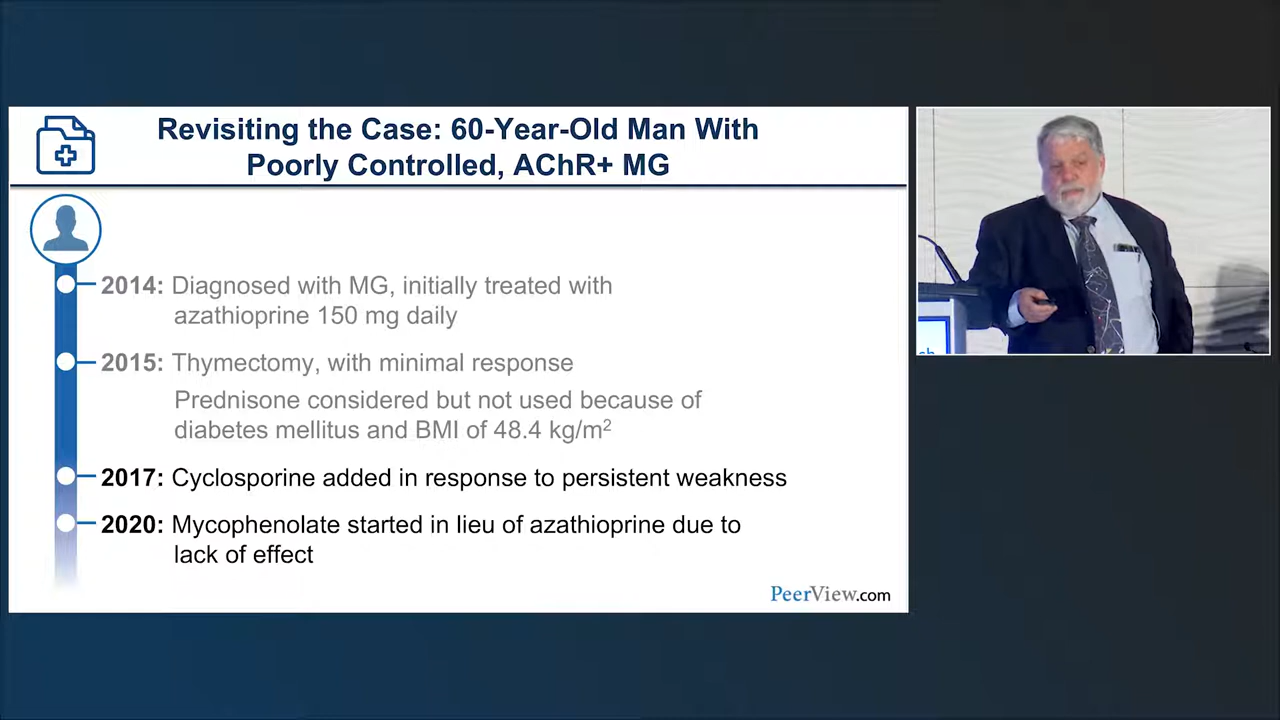 Revisiting the Case: 60-Year-Old Man With
Poorly Controlled, AChR+ MG
2014: Diagnosed with MG, initially treated with
azathioprine 150 mg daily
2015: Thymectomy, with minimal response
Prednisone considered but not used because of
diabetes mellitus and BMI of 48.4 kg/m²
2017: Cyclosporine added in response to persistent weakness
2020: Mycophenolate started in lieu of azathioprine due to
lack of effect
PeerView.com
ch